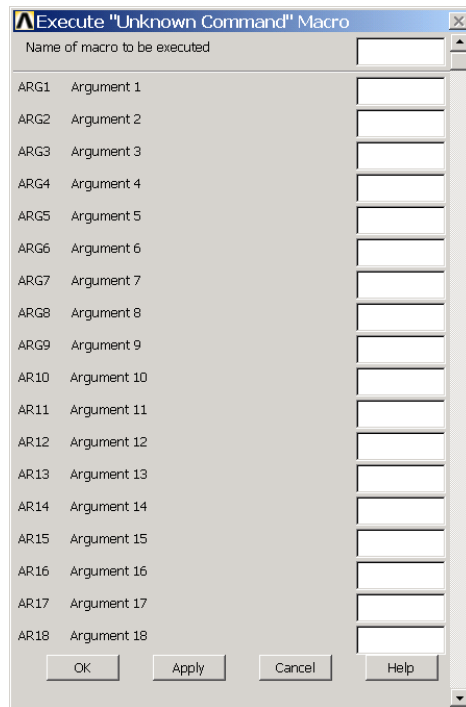 Execute "Unknown Command" Macro
Name of macro to be executed
ARG1 Argument 1
ARG2 Argument 2
ARG3 Argument 3
ARG4 Argument 4
ARG5 Argument 5
ARG6 Argument 6
ARG7 Argument 7
ARG8 Argument 8
ARG9 Argument 9
AR10 Argument 10
AR11 Argument 11
AR12 Argument 12
AR13 Argument 13
AR14 Argument 14
AR15 Argument 15
AR16 Argument 16
AR17 Argument 17
AR18 Argument 18
OK Apply Cancel Help